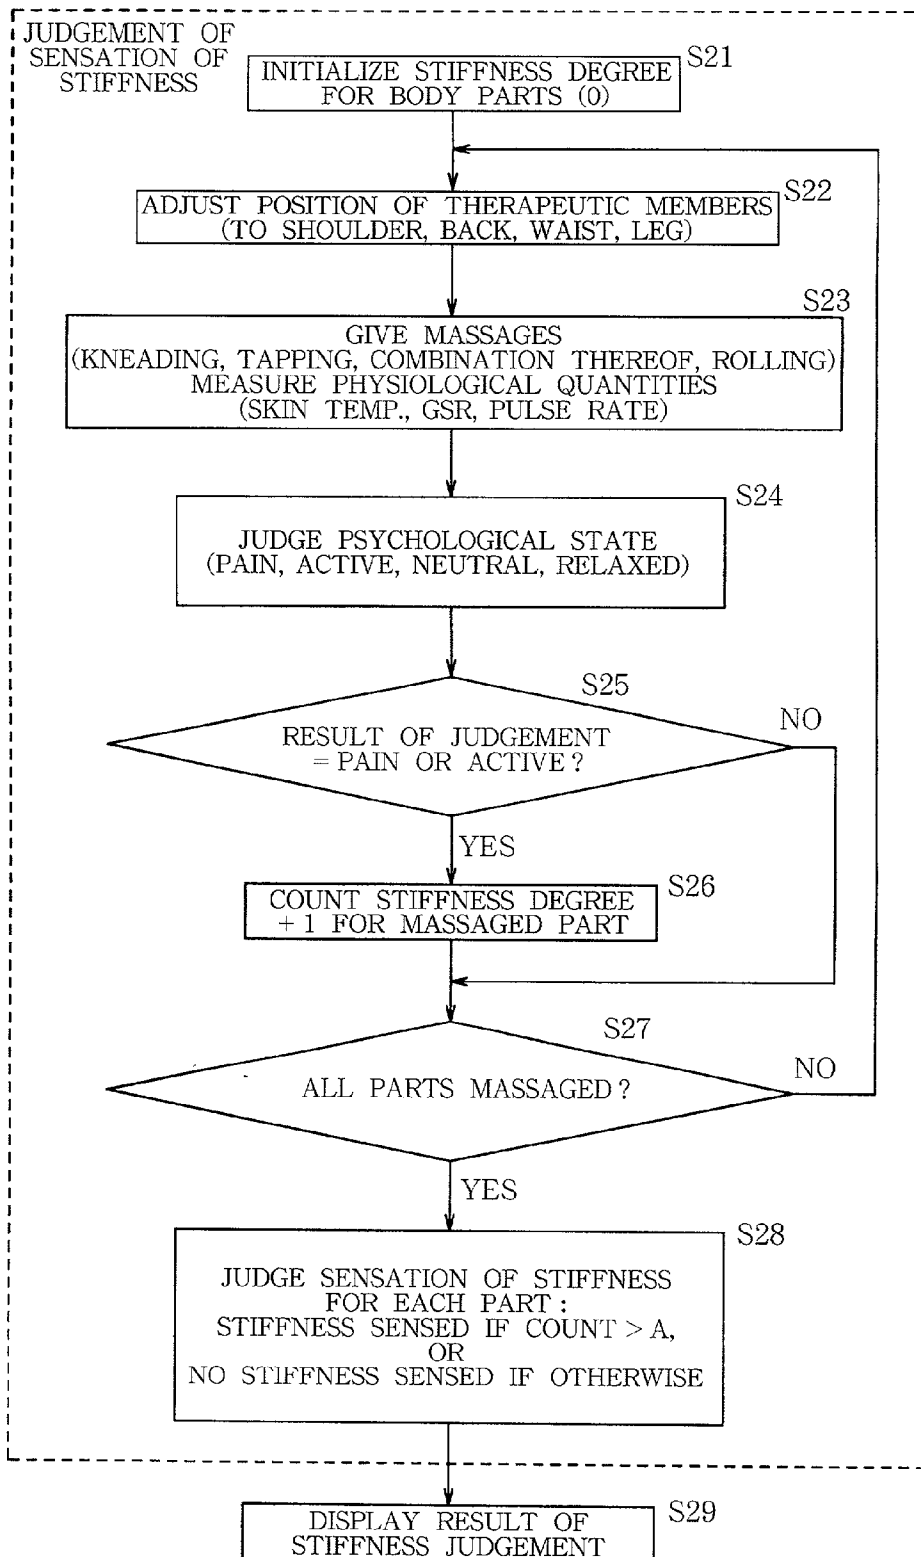 JUDGEMENT OF
SENSATION OF
STIFFNESS
S21
INITIALIZE STIFFNESS DEGREE
FOR BODY PARTS (0)
S22
ADJUST POSITION OF THERAPEUTIC MEMBERS
(TO SHOULDER, BACK, WAIST, LEG)
S23
GIVE MASSAGES
(KNEADING, TAPPING, COMBINATION THEREOF, ROLLING)
MEASURE PHYSIOLOGICAL QUANTITIES
(SKIN TEMP., GSR, PULSE RATE)
S24
JUDGE PSYCHOLOGICAL STATE
(PAIN, ACTIVE, NEUTRAL, RELAXED)
S25
RESULT OF JUDGEMENT
= PAIN OR ACTIVE?
NO
YES
S26
COUNT STIFFNESS DEGREE
+1 FOR MASSAGED PART
S27
ALL PARTS MASSAGED?
NO
YES
S28
JUDGE SENSATION OF STIFFNESS
FOR EACH PART:
STIFFNESS SENSED IF COUNT > A,
OR
NO STIFFNESS SENSED IF OTHERWISE
S29
DISPLAY RESULT OF
STIFFNESS JUDGEMENT